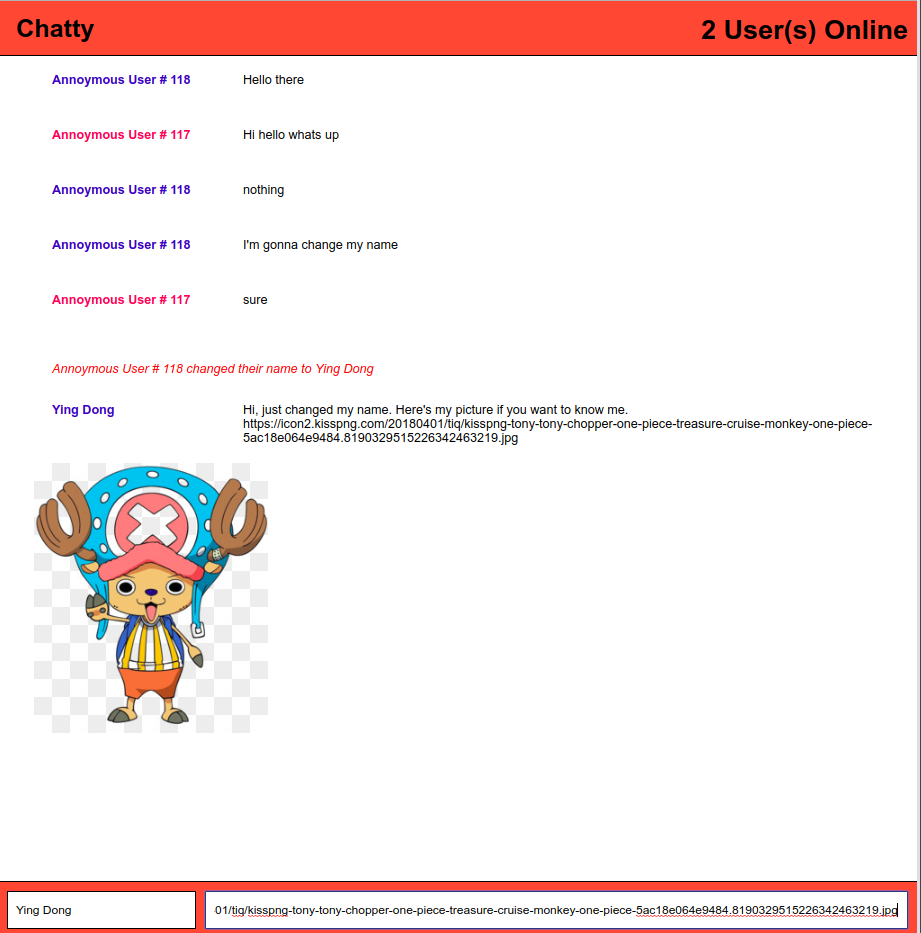 Chatty
2 User(s) Online
Annoymous User # 118 Hello there
Annoymous User # 117 Hi hello whats up
Annoymous User # 118 nothing
Annoymous User # 118 I'm gonna change my name
Annoymous User # 117 sure
Annoymous User # 118 changed their name to Ying Dong
Ying Dong Hi, just changed my name. Here's my picture if you want to know me.
https://icon2.kisspng.com/20180401/tiq/kisspng-tony-tony-chopper-one-piece-treasure-cruise-monkey-one-piece-
5ac18e064e9484.8190329515226342463219.jpg
Ying Dong
01/tiq/kisspng-tony-tony-chopper-one-piece-treasure-cruise-monkey-one-piece-5ac18e064e9484.8190329515226342463219.jpg